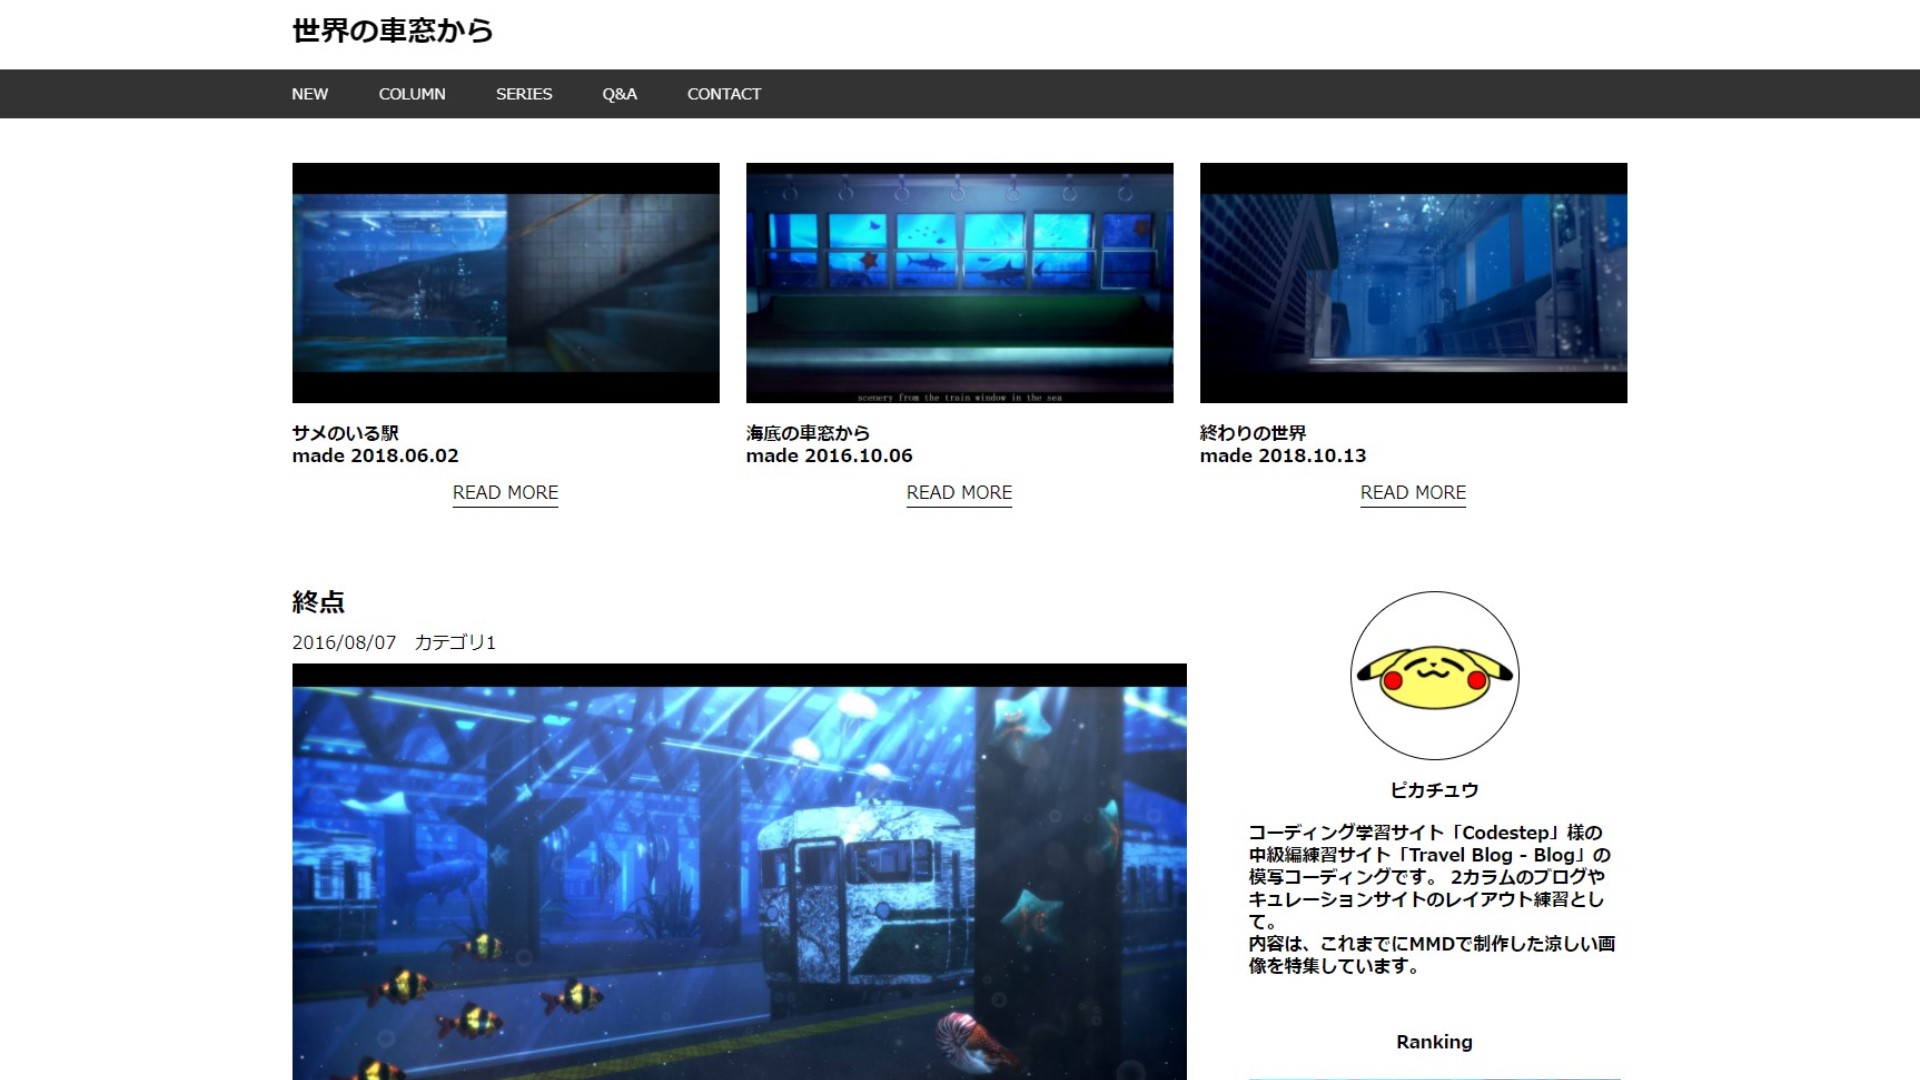 世界の車窓から
NEW
COLUMN
SERIES
Q&A
CONTACT
scenery from the train window in the sea
サメのいる駅
made 2018.06.02
READ MORE
海底の車窓から
made 2016.10.06
READ MORE
終わりの世界
made 2018.10.13
READ MORE
終点
2016/08/07　カテゴリ1
ピカチュウ
コーディング学習サイト「Codestep」様の
中級編練習サイト「Travel Blog - Blog」の
模写コーディングです。 2カラムのブログや
キュレーションサイトのレイアウト練習とし
て。
内容は、これまでにMMDで制作した涼しい画
像を特集しています。
Ranking